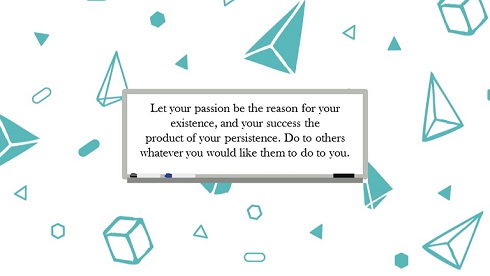 Let your passion be the reason for your
existence, and your success the
product of your persistence. Do to others
whatever you would like them to do to you.